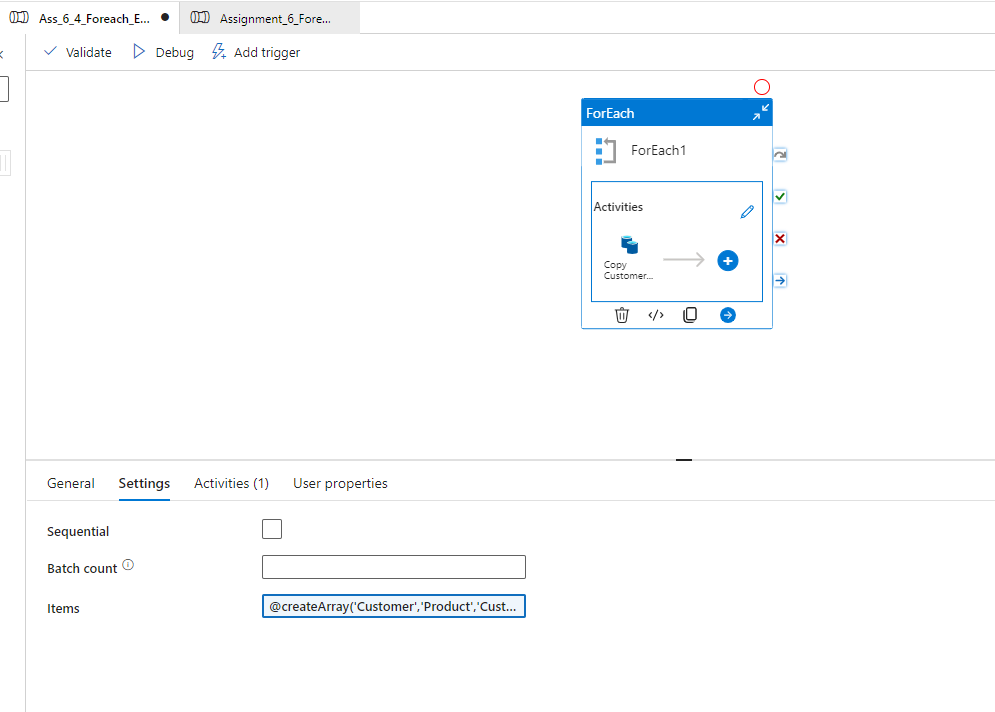 Ass_6_4_Foreach_E...
Assignment_6_Fore...
Validate
Debug
Add trigger
ForEach
ForEach1
Activities
Copy
Customer...
General
Settings
Activities (1)
User properties
Sequential
Batch count
Items
@createArray('Customer','Product','Cust...